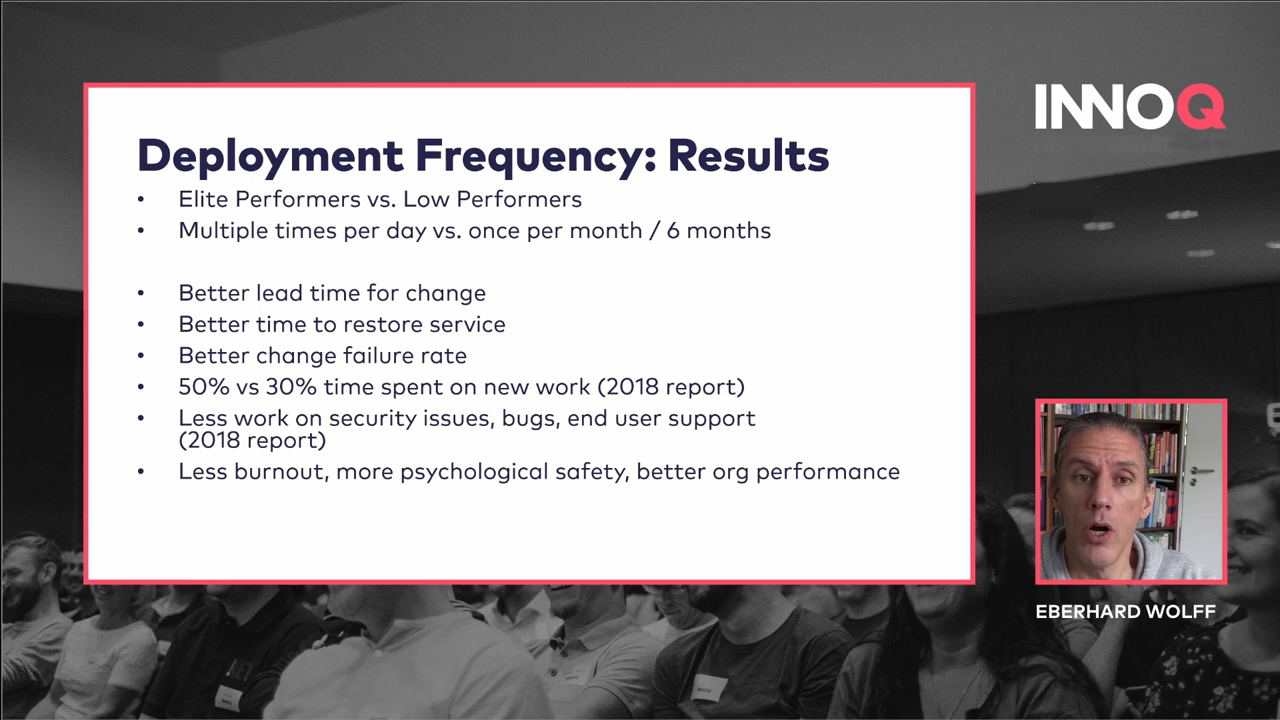 Deployment Frequency: Results
• Elite Performers vs. Low Performers
• Multiple times per day vs. once per month / 6 months
• Better lead time for change
• Better time to restore service
• Better change failure rate
• 50% vs 30% time spent on new work (2018 report)
• Less work on security issues, bugs, end user support
(2018 report)
• Less burnout, more psychological safety, better org performance
INNOQ
EBERHARD WOLFF
INNOQ